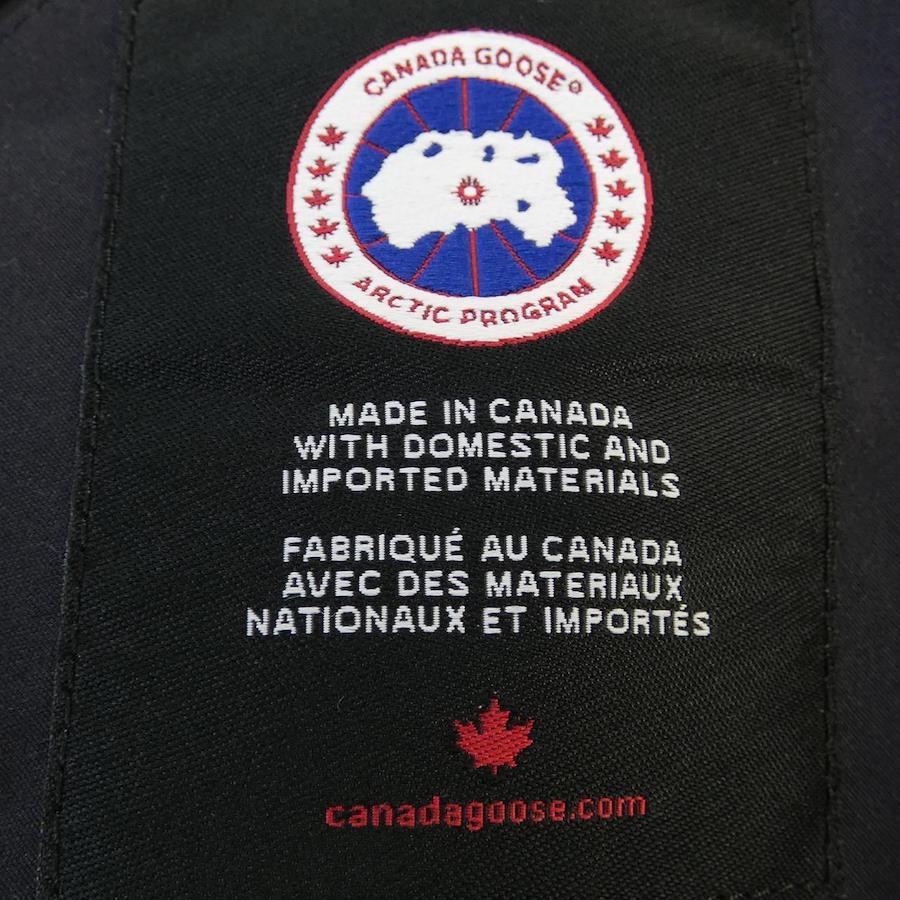 CANADA GOOSE®
ARCTIC PROGRAM
MADE IN CANADA
WITH DOMESTIC AND
IMPORTED MATERIALS
FABRIQUÉ AU CANADA
AVEC DES MATERIAUX
NATIONAUX ET IMPORTÉS
canadagoose.com